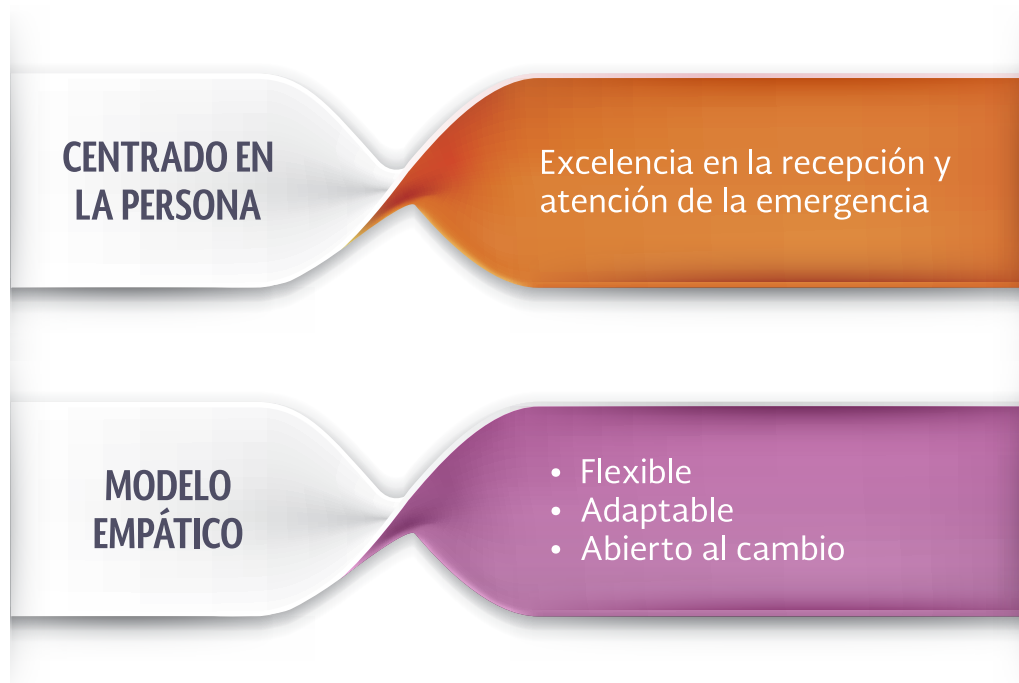 CENTRADO EN
LA PERSONA
Excelencia en la recepción y
atención de la emergencia
MODELO
EMPÁTICO
• Flexible
• Adaptable
• Abierto al cambio